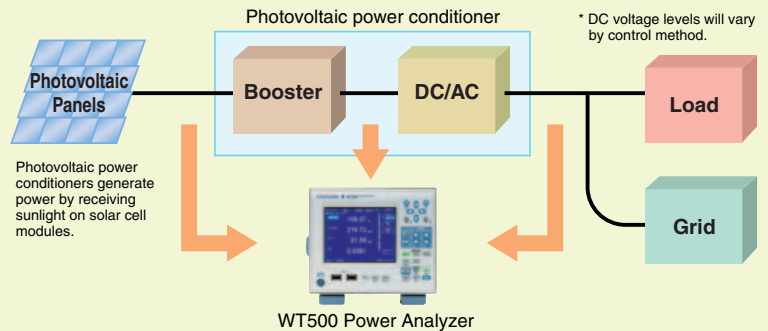 Photovoltaic power conditioner
* DC voltage levels will vary
by control method.
Photovoltaic
Panels
Booster
DC/AC
Load
Photovoltaic power
conditioners generate
power by receiving
sunlight on solar cell
modules.
Grid
WT500 Power Analyzer